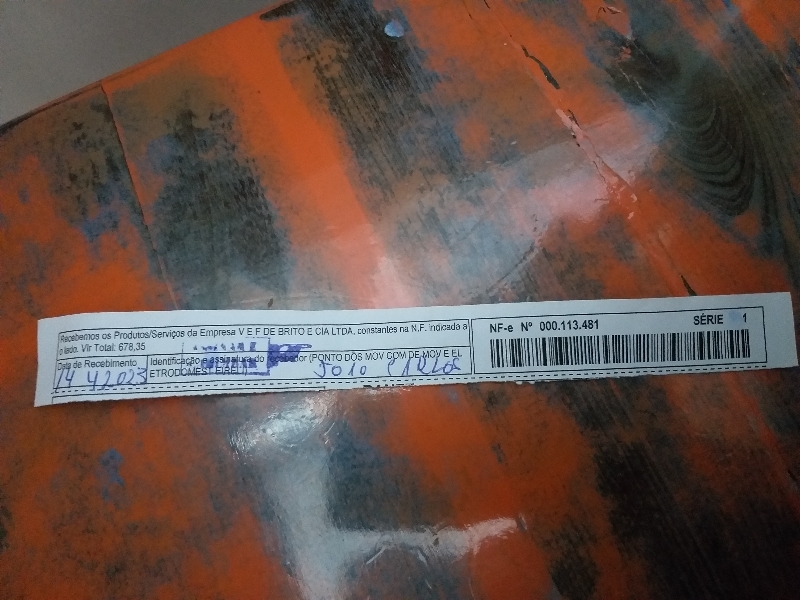 Recebemos os Produtos/Serviços da Empresa V E F DE BRITO E CIA LTDA, constantes na N.F. indicada a
o lado. Vlr Total: 678,35
Data de Recebimento
14 4 2023
Identificação e assinatura do recebedor (PONTO DOS MOV COM DE MOV E EL
ETRODOMEST EIRELI)
João Carlos
NF-e Nº 000.113.481
SÉRIE 1